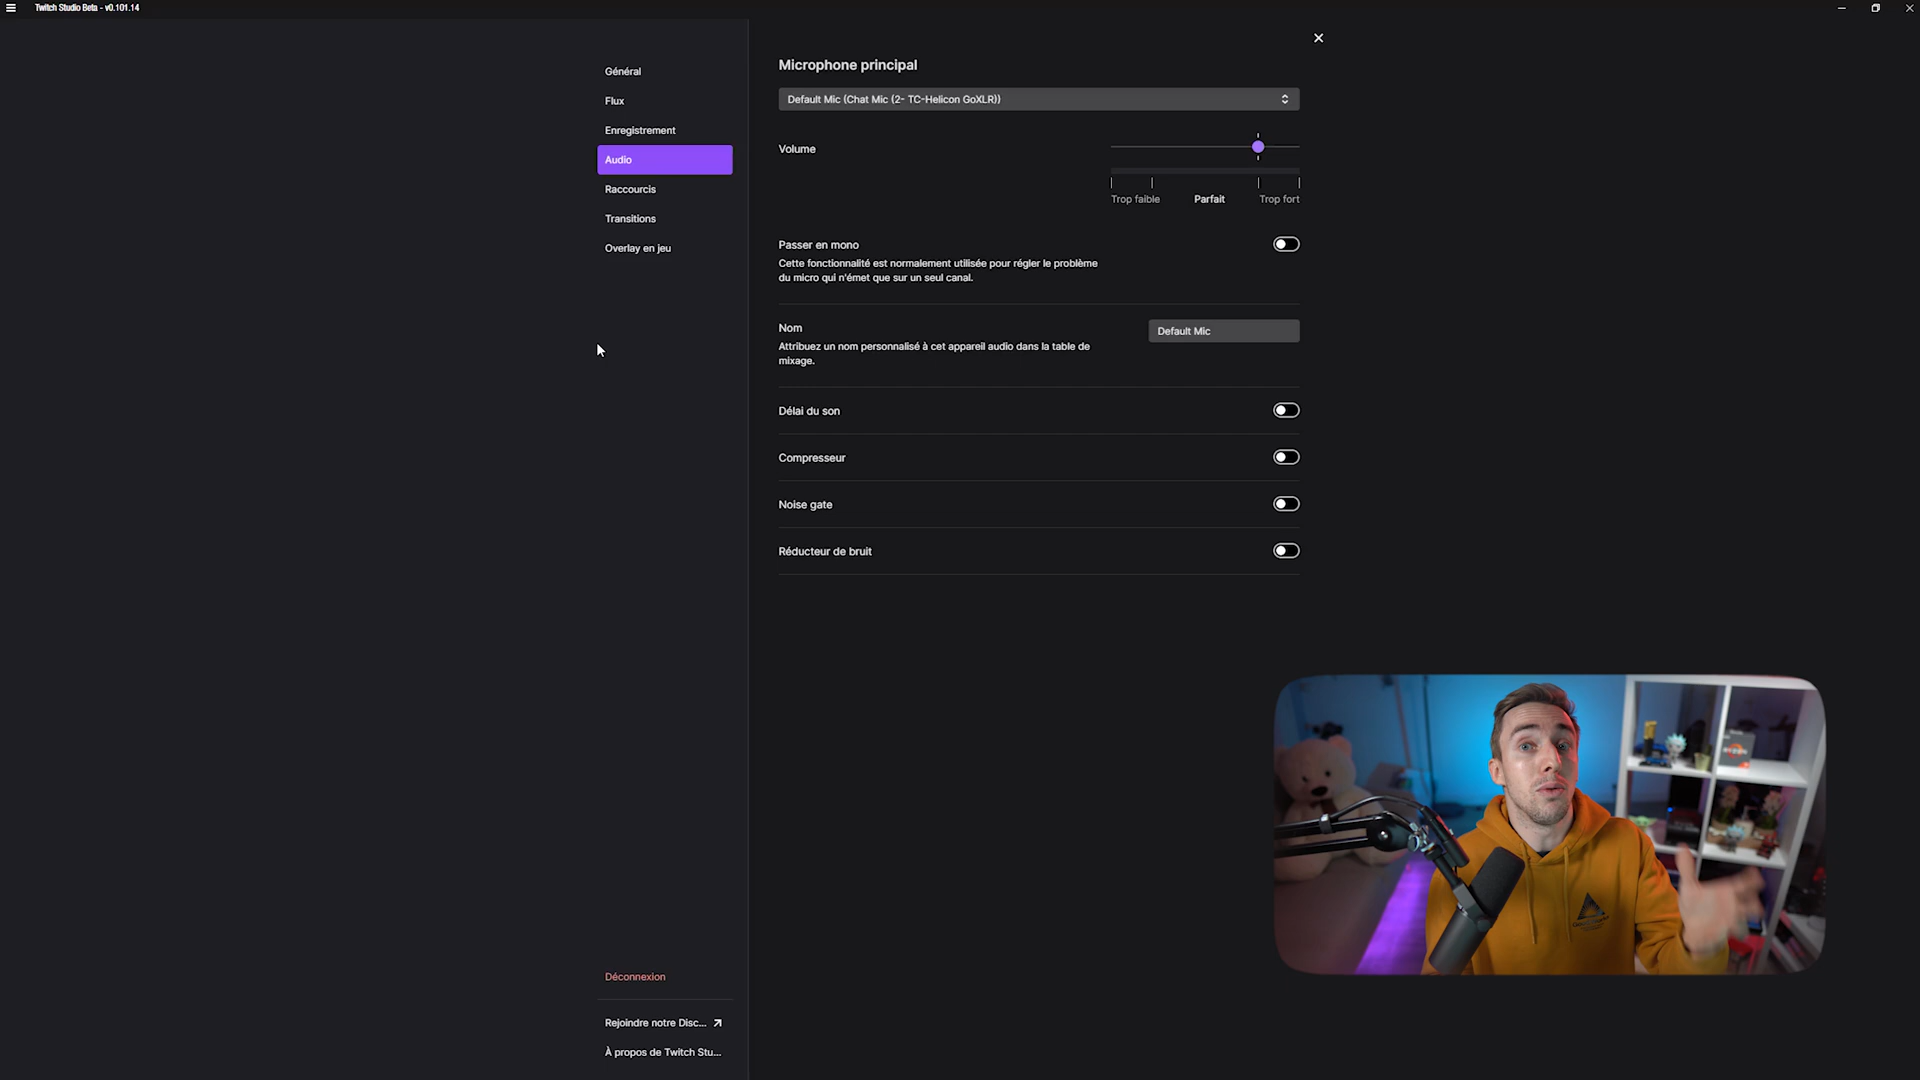 Twitch Studio Beta - v0.101.14
Général
Flux
Enregistrement
Audio
Raccourcis
Transitions
Overlay en jeu
Déconnexion
Rejoindre notre Disc...
À propos de Twitch Stu...
Microphone principal
Default Mic (Chat Mic (2- TC-Helicon GoXLR))
Volume
Trop faible Parfait Trop fort
Passer en mono
Cette fonctionnalité est normalement utilisée pour régler le problème
du micro qui n'émet que sur un seul canal.
Nom
Default Mic
Attribuez un nom personnalisé à cet appareil audio dans la table de
mixage.
Délai du son
Compresseur
Noise gate
Réducteur de bruit